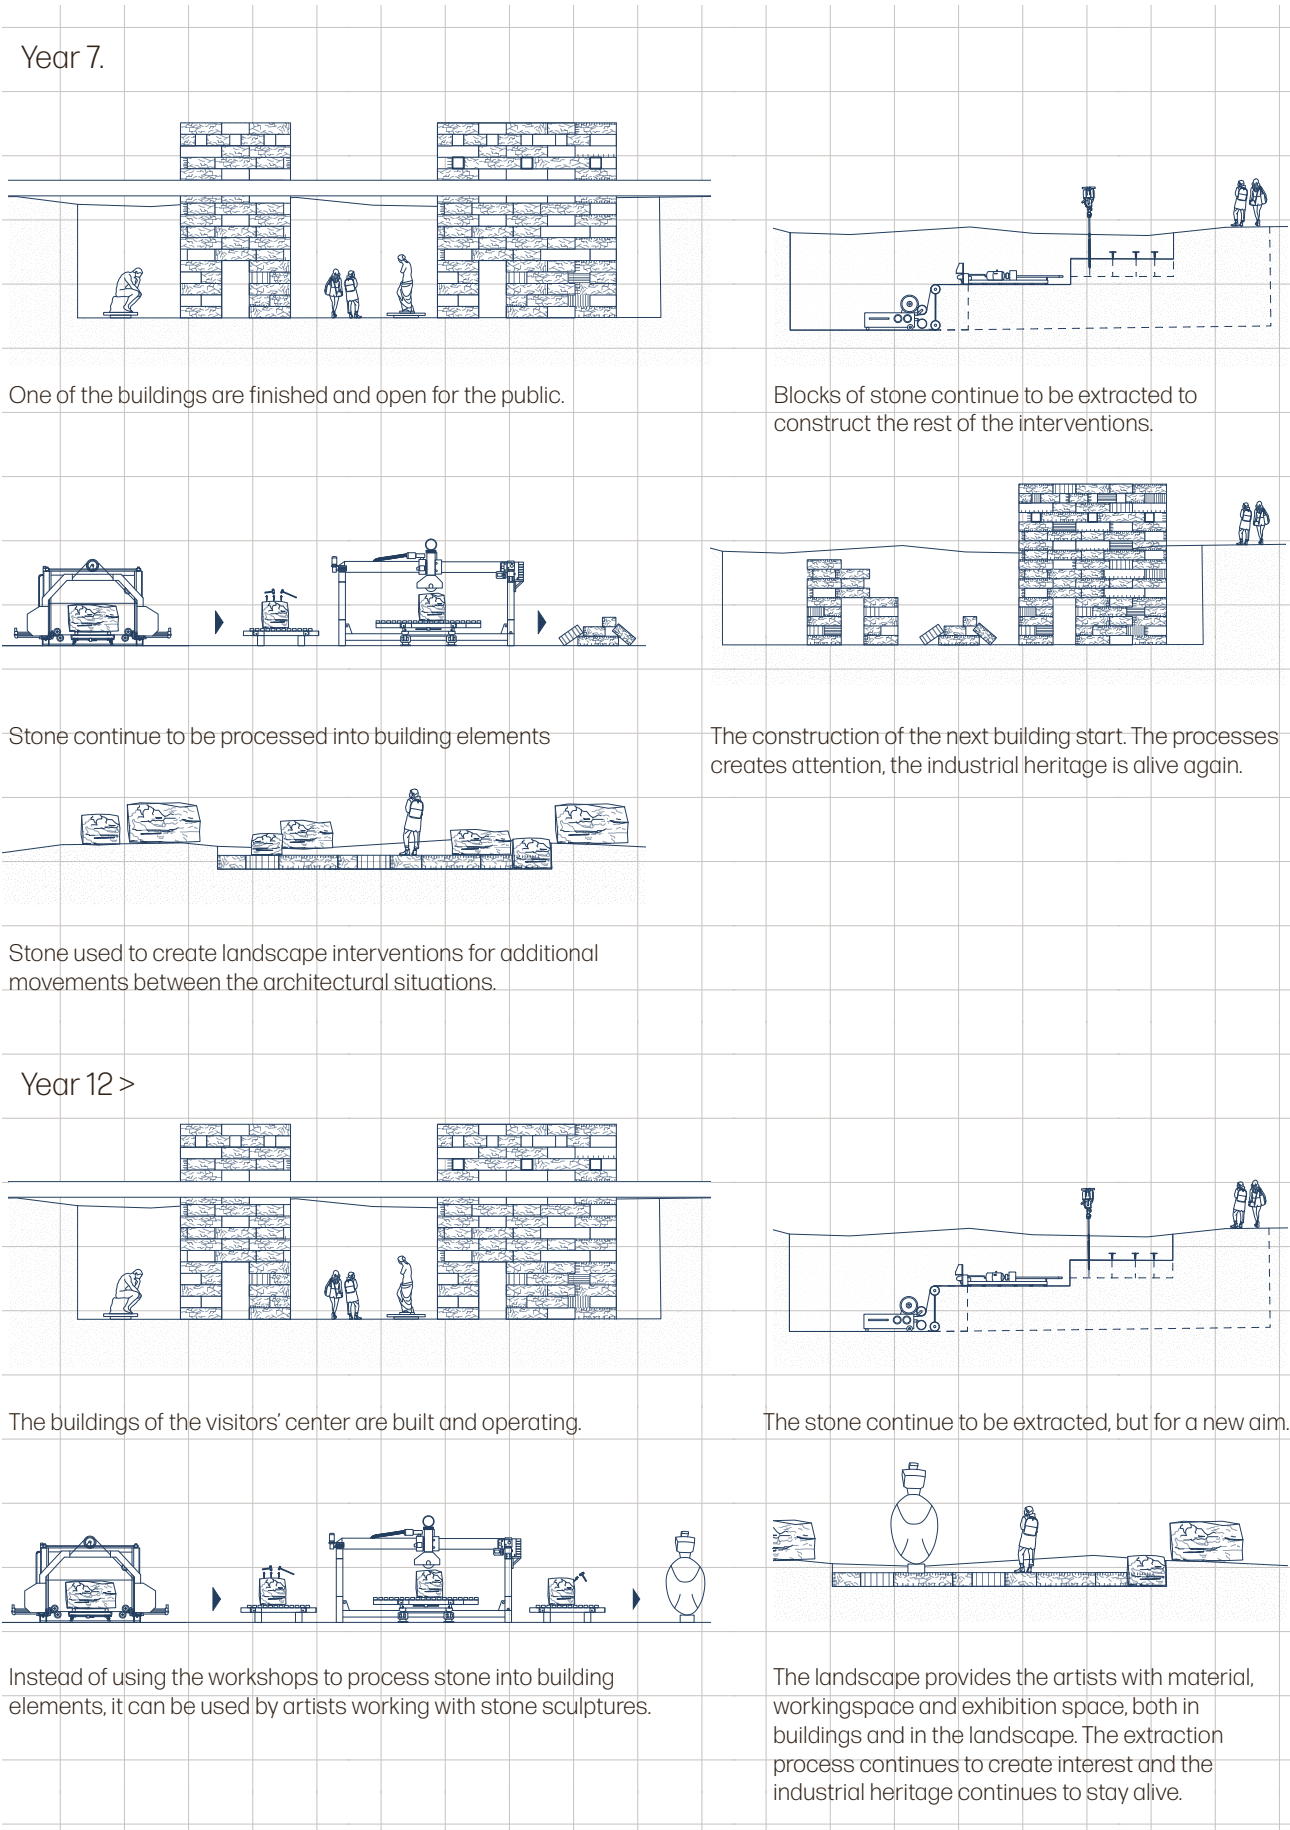 Year 7.
One of the buildings are finished and open for the public.
Blocks of stone continue to be extracted to
construct the rest of the interventions.
Stone continue to be processed into building elements
The construction of the next building start. The processes
creates attention, the industrial heritage is alive again.
Stone used to create landscape interventions for additional
movements between the architectural situations.
Year 12 >
The buildings of the visitors’ center are built and operating.
The stone continue to be extracted, but for a new aim.
Instead of using the workshops to process stone into building
elements, it can be used by artists working with stone sculptures.
The landscape provides the artists with material,
workingspace and exhibition space, both in
buildings and in the landscape. The extraction
process continues to create interest and the
industrial heritage continues to stay alive.